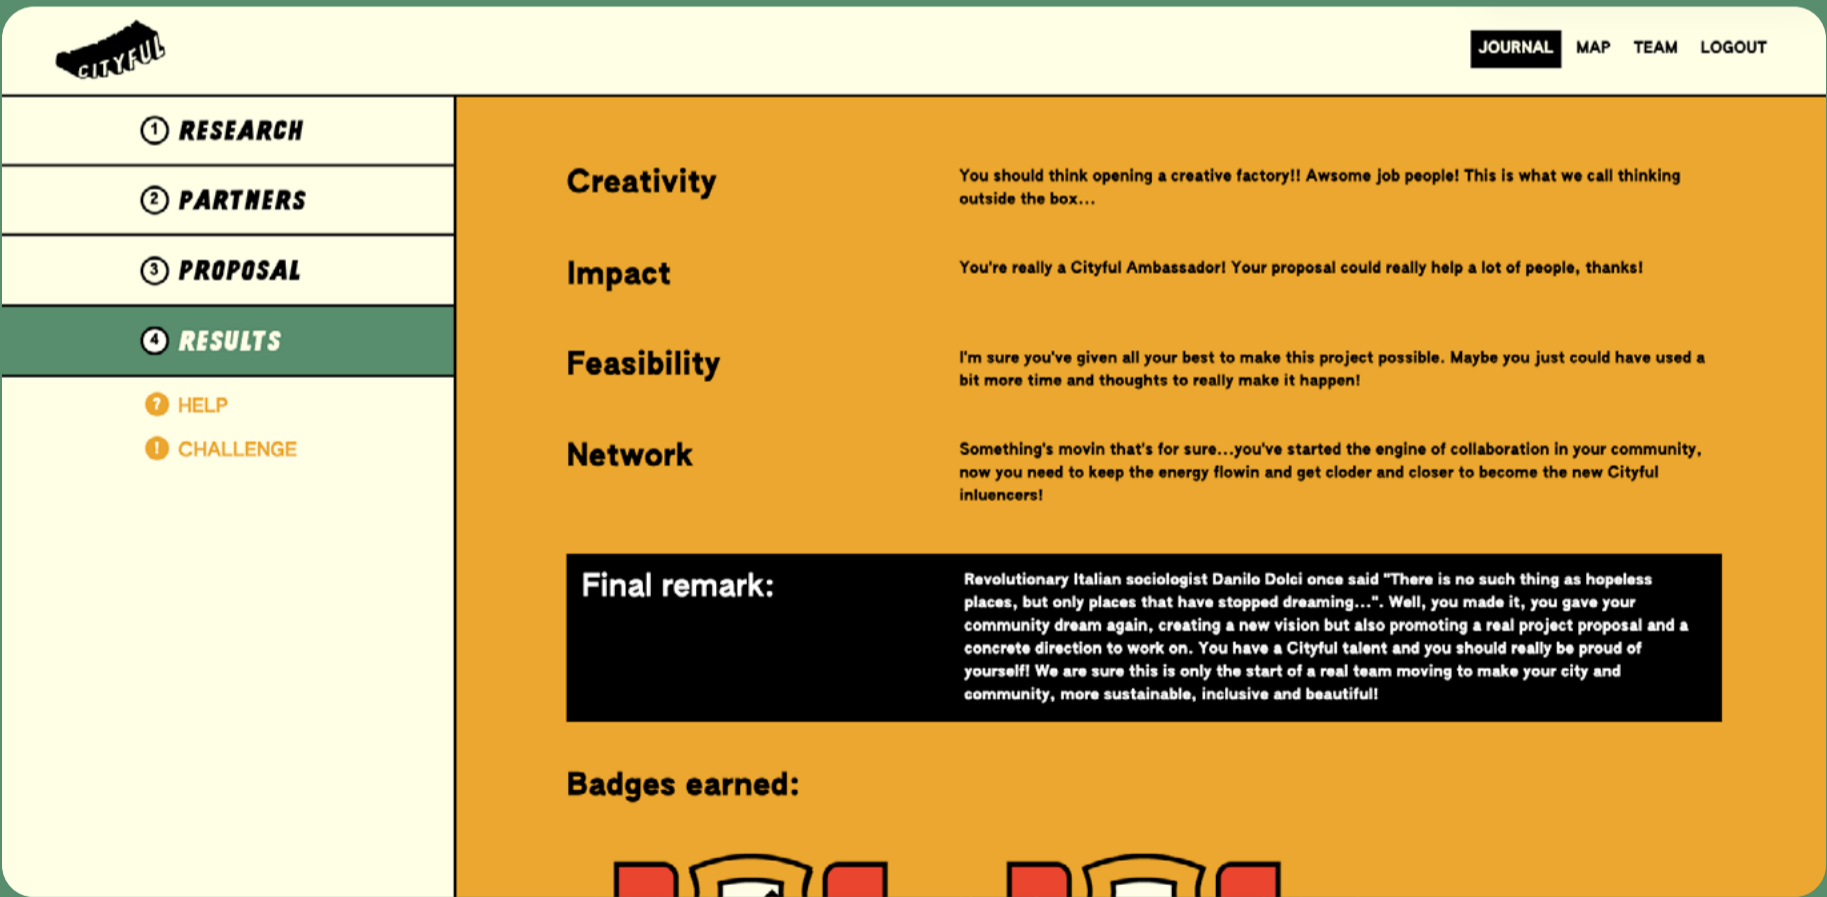 CITYFUL
JOURNAL MAP TEAM LOGOUT
1 RESEARCH
2 PARTNERS
3 PROPOSAL
4 RESULTS
? HELP
! CHALLENGE
Creativity
You should think opening a creative factory!! Awsome job people! This is what we call thinking
outside the box...
Impact
You're really a Cityful Ambassador! Your proposal could really help a lot of people, thanks!
Feasibility
I'm sure you've given all your best to make this project possible. Maybe you just could have used a
bit more time and thoughts to really make it happen!
Network
Something's movin that's for sure...you've started the engine of collaboration in your community,
now you need to keep the energy flowin and get cloder and closer to become the new Cityful
inluencers!
Final remark:
Revolutionary Italian sociologist Danilo Dolci once said "There is no such thing as hopeless
places, but only places that have stopped dreaming...". Well, you made it, you gave your
community dream again, creating a new vision but also promoting a real project proposal and a
concrete direction to work on. You have a Cityful talent and you should really be proud of
yourself! We are sure this is only the start of a real team moving to make your city and
community, more sustainable, inclusive and beautiful!
Badges earned: